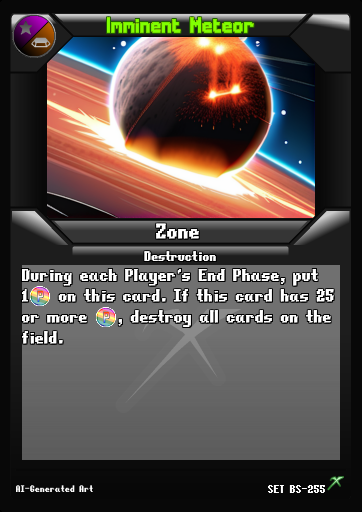 Imminent Meteor
Zone
Destruction
During each Player's End Phase, put
1 P on this card. If this card has 25
or more P, destroy all cards on the
field.
AI-Generated Art
SET BS-255